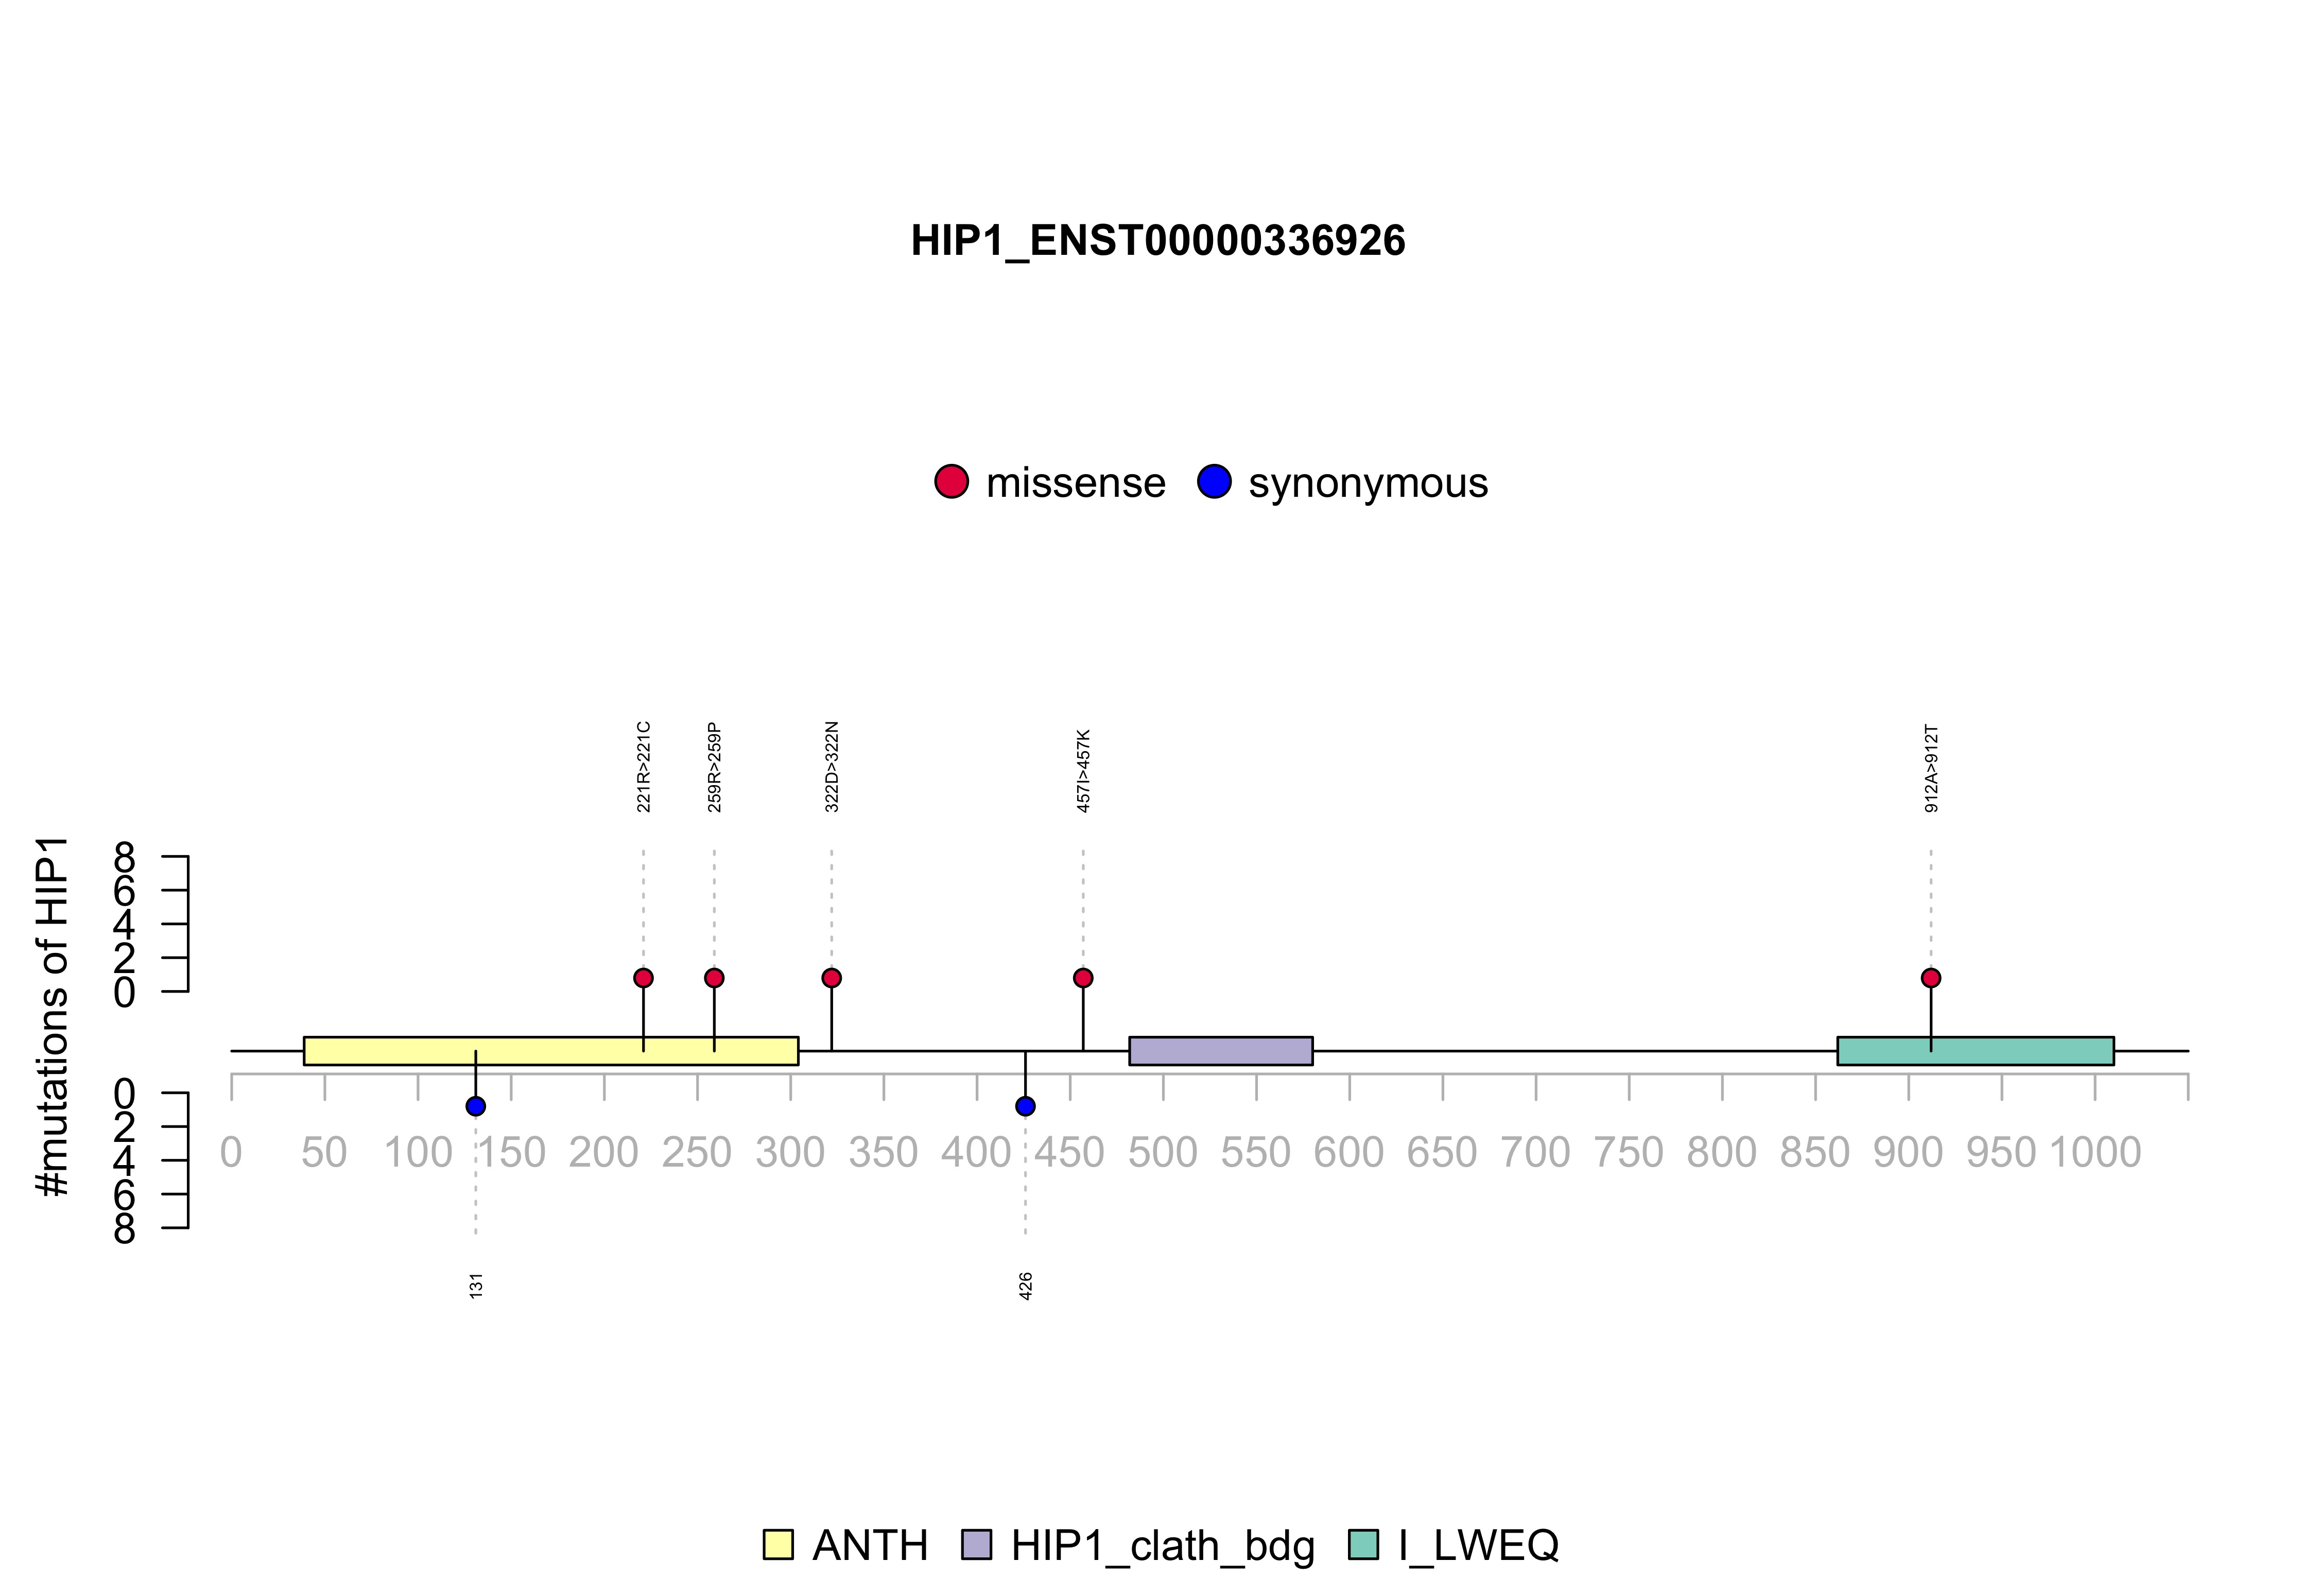 HIP1_ENST00000336926
missense synonymous
221R>221C 259R>259P 322D>322N 457I>457K 912A>912T
#mutations of HIP1
8
6
4
2
0
0
2
4
6
8
0 50 100 150 200 250 300 350 400 450 500 550 600 650 700 750 800 850 900 950 1000
131 426
ANTH HIP1_clath_bdg I_LWEQ